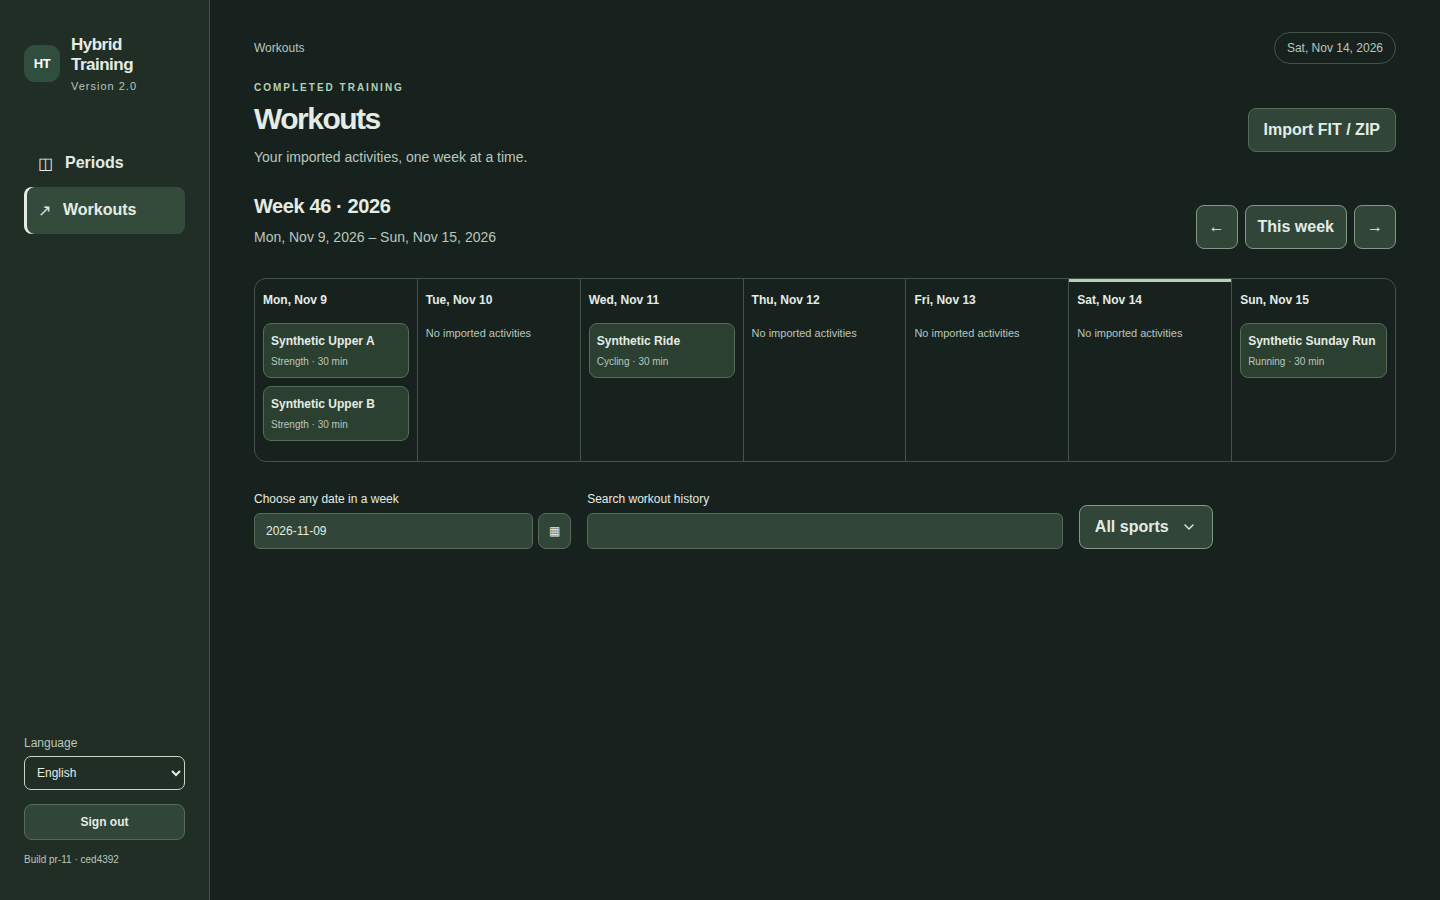 HT
Hybrid
Training
Version 2.0
Periods
Workouts
Language
English
Sign out
Build pr-11 · ced4392
Workouts
Sat, Nov 14, 2026
COMPLETED TRAINING
Workouts
Your imported activities, one week at a time.
Import FIT / ZIP
Week 46 · 2026
Mon, Nov 9, 2026 – Sun, Nov 15, 2026
←
This week
→
Mon, Nov 9
Synthetic Upper A
Strength · 30 min
Synthetic Upper B
Strength · 30 min
Tue, Nov 10
No imported activities
Wed, Nov 11
Synthetic Ride
Cycling · 30 min
Thu, Nov 12
No imported activities
Fri, Nov 13
No imported activities
Sat, Nov 14
No imported activities
Sun, Nov 15
Synthetic Sunday Run
Running · 30 min
Choose any date in a week
2026-11-09
Search workout history
All sports